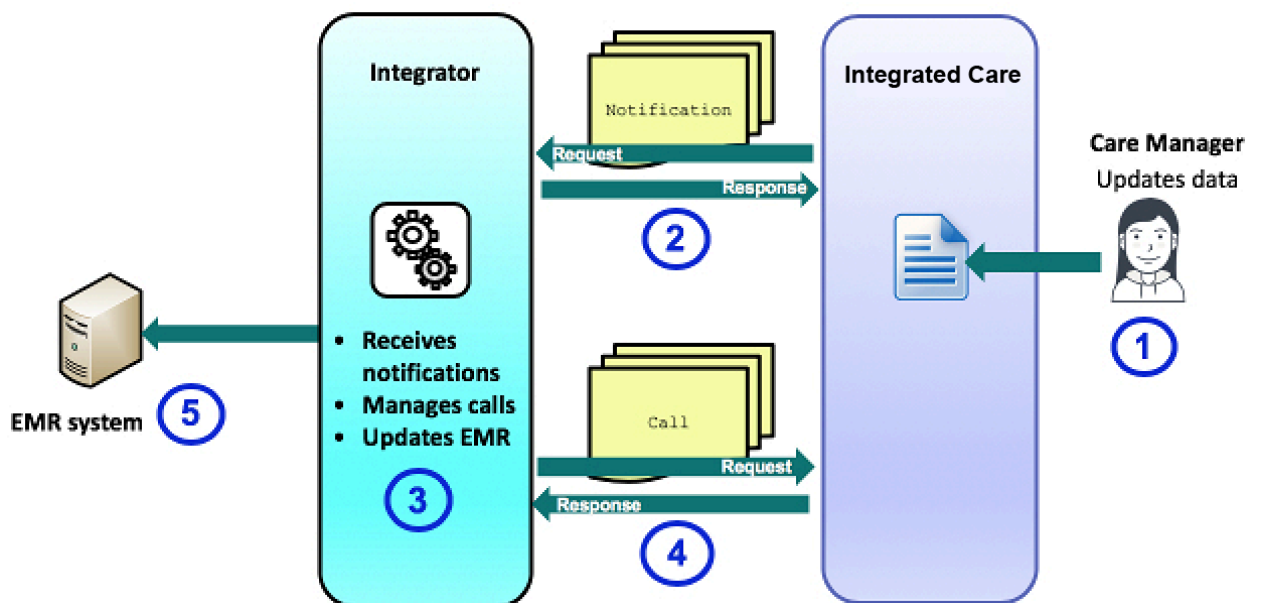 Integrator
Integrated Care
Notification
Request
Response
2
Care Manager
Updates data
1
• Receives
notifications
• Manages calls
• Updates EMR
3
EMR system
5
Call
Request
Response
4